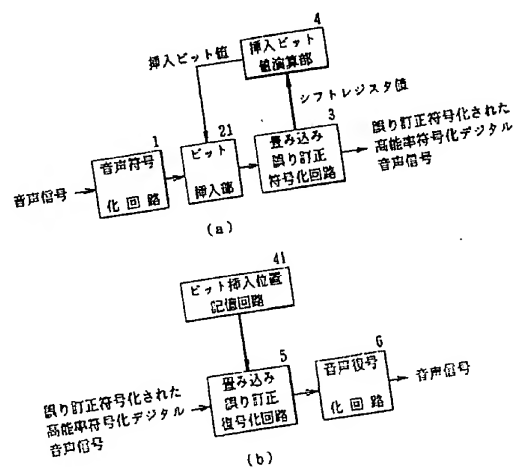 4
挿入ビット値
挿入ビット
値演算部
シフトレジスタ値
1
21
3
音声符号
化回路
ビット
挿入部
畳み込み
誤り訂正
符号化回路
誤り訂正符号化された
高能率符号化デジタル
音声信号
音声信号
(a)
41
ビット挿入位置
記憶回路
5
6
畳み込み
誤り訂正
復号化回路
音声復号
化回路
音声信号
誤り訂正符号化された
高能率符号化デジタル
音声信号
(b)